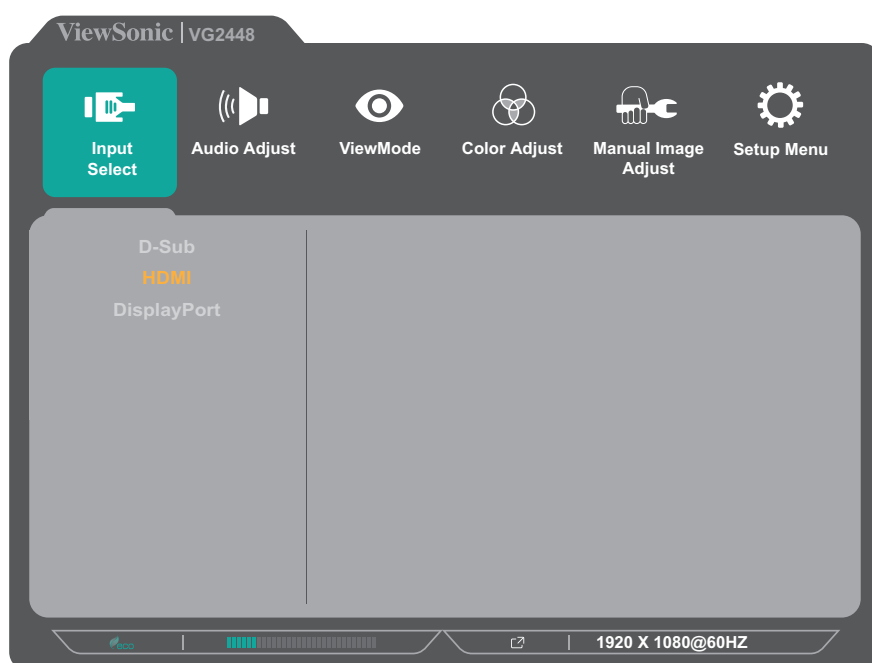 ViewSonic | VG2448
Input
Select
Audio Adjust
ViewMode
Color Adjust
Manual Image
Adjust
Setup Menu
D-Sub
HDMI
DisplayPort
eco
1920 X 1080@60HZ